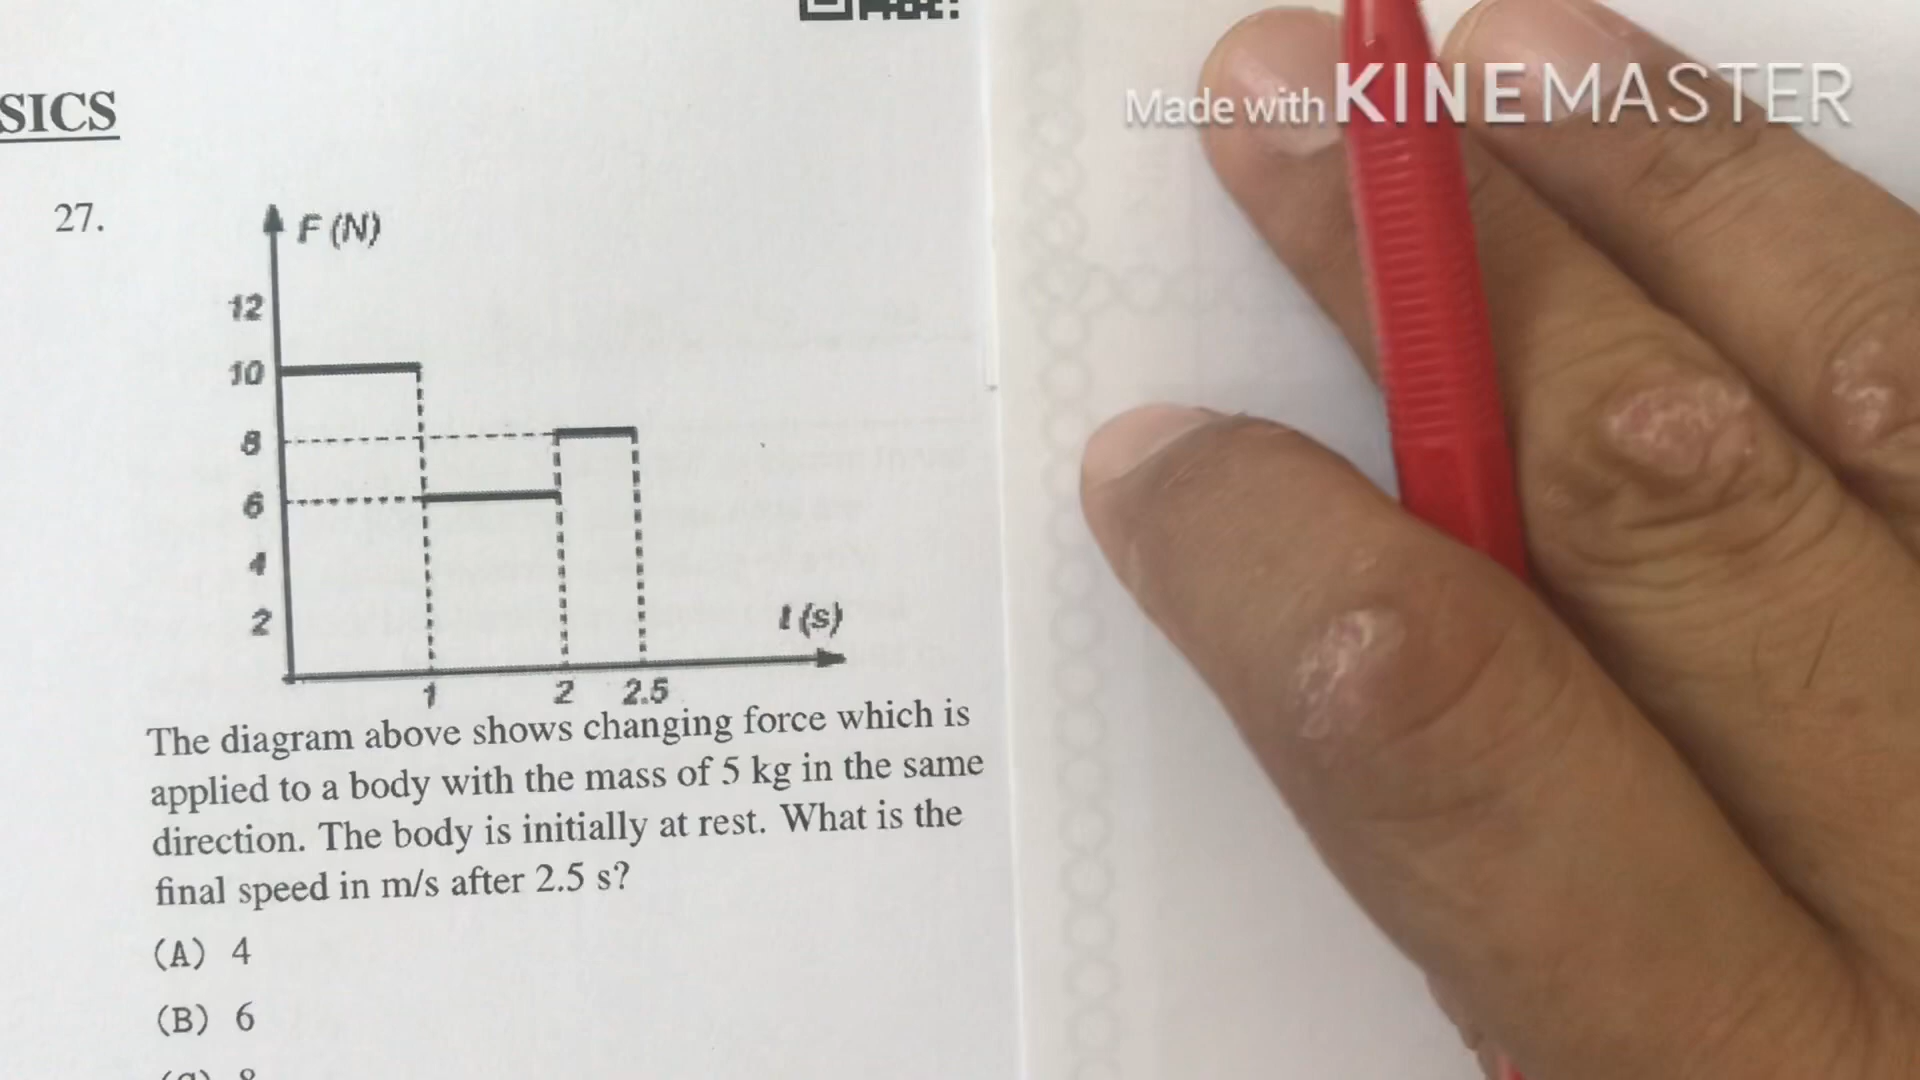 Made with KINEMASTER
SICS
27.
F (N)
12
10
8
6
4
2
t (s)
1 2 2.5
The diagram above shows changing force which is
applied to a body with the mass of 5 kg in the same
direction. The body is initially at rest. What is the
final speed in m/s after 2.5 s?
(A) 4
(B) 6